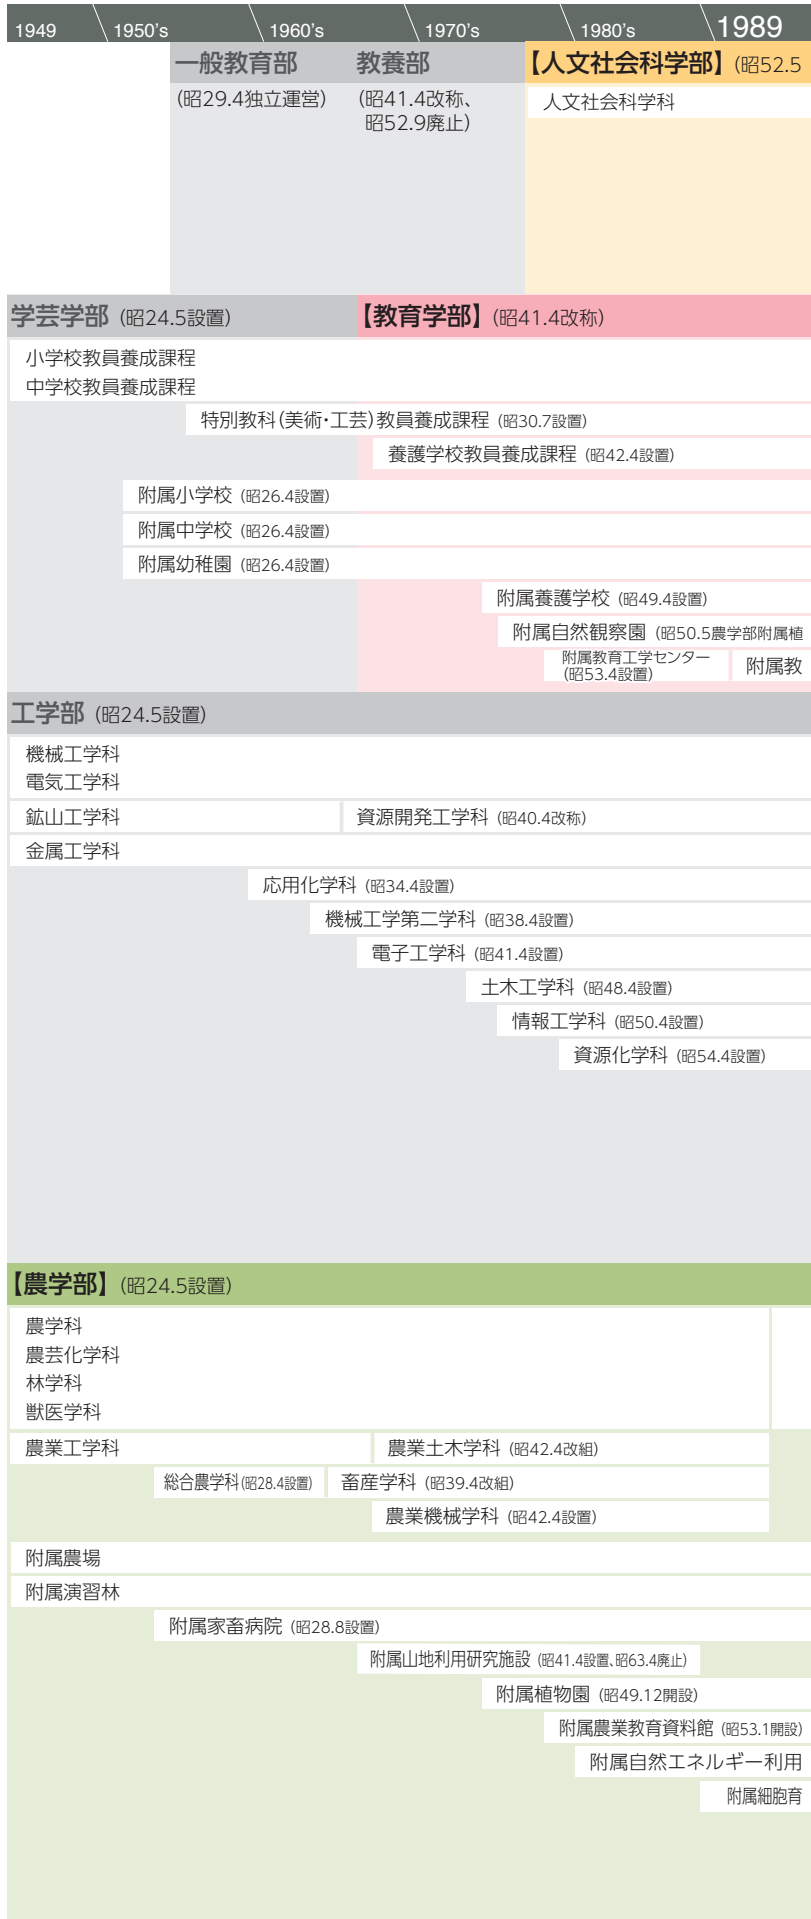 1949 1950's 1960's 1970's 1980's 1989
一般教育部 教養部 【人文社会科学部】(昭52.5
(昭29.4独立運営) (昭41.4改称、 人文社会科学科
昭52.9廃止)
学芸学部 (昭24.5設置) 【教育学部】(昭41.4改称)
小学校教員養成課程
中学校教員養成課程
特別教科(美術・工芸)教員養成課程 (昭30.7設置)
養護学校教員養成課程 (昭42.4設置)
附属小学校 (昭26.4設置)
附属中学校 (昭26.4設置)
附属幼稚園 (昭26.4設置)
附属養護学校 (昭49.4設置)
附属自然観察園 (昭50.5農学部附属植
附属教育工学センター
(昭53.4設置) 附属教
工学部 (昭24.5設置)
機械工学科
電気工学科
鉱山工学科 資源開発工学科 (昭40.4改称)
金属工学科
応用化学科 (昭34.4設置)
機械工学第二学科 (昭38.4設置)
電子工学科 (昭41.4設置)
土木工学科 (昭48.4設置)
情報工学科 (昭50.4設置)
資源化学科 (昭54.4設置)
【農学部】(昭24.5設置)
農学科
農芸化学科
林学科
獣医学科
農業工学科 農業土木学科 (昭42.4改組)
総合農学科(昭28.4設置) 畜産学科 (昭39.4改組)
農業機械学科 (昭42.4設置)
附属農場
附属演習林
附属家畜病院 (昭28.8設置)
附属山地利用研究施設 (昭41.4設置、昭63.4廃止)
附属植物園 (昭49.12開設)
附属農業教育資料館 (昭53.1開設)
附属自然エネルギー利用
附属細胞育